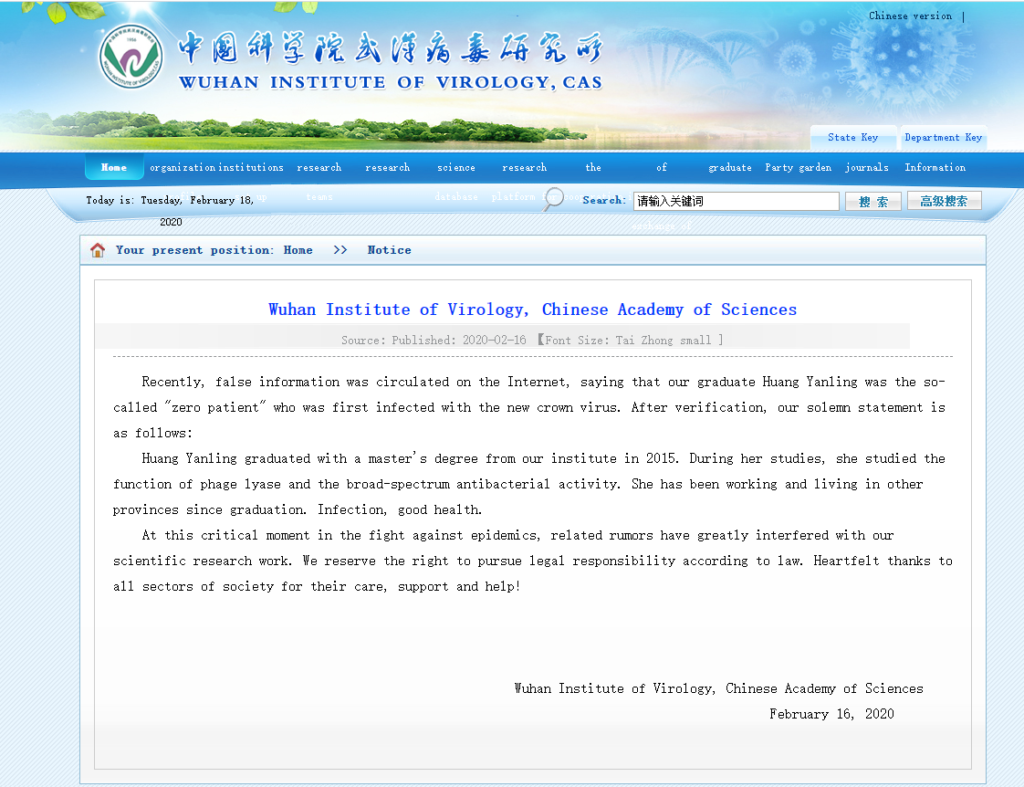 Chinese version |
中国科学院武汉病毒研究所
WUHAN INSTITUTE OF VIROLOGY, CAS
State Key Department Key
Home organization institutions research research science research the of graduate Party garden journals Information
teams database platform
Today is: Tuesday, February 18,
2020
Search: 请输入关键词 搜 索 高级搜索
exchange of
Your present position: Home >> Notice
Wuhan Institute of Virology, Chinese Academy of Sciences
Source: Published: 2020-02-16 【Font Size: Tai Zhong small ]
Recently, false information was circulated on the Internet, saying that our graduate Huang Yanling was the so-
called "zero patient" who was first infected with the new crown virus. After verification, our solemn statement is
as follows:
Huang Yanling graduated with a master's degree from our institute in 2015. During her studies, she studied the
function of phage lyase and the broad-spectrum antibacterial activity. She has been working and living in other
provinces since graduation. Infection, good health.
At this critical moment in the fight against epidemics, related rumors have greatly interfered with our
scientific research work. We reserve the right to pursue legal responsibility according to law. Heartfelt thanks to
all sectors of society for their care, support and help!
Wuhan Institute of Virology, Chinese Academy of Sciences
February 16, 2020